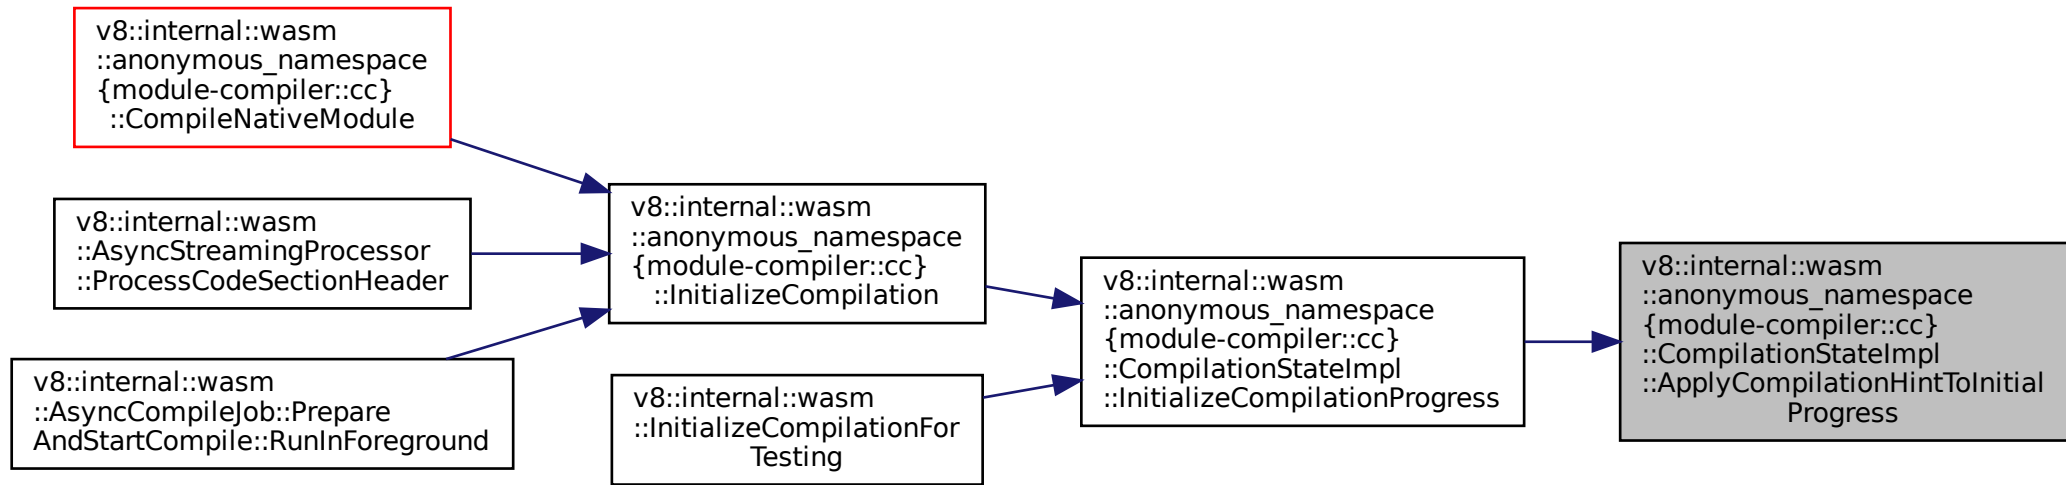 v8::internal::wasm
::anonymous_namespace
{module-compiler::cc}
::CompileNativeModule
v8::internal::wasm
::AsyncStreamingProcessor
::ProcessCodeSectionHeader
v8::internal::wasm
::AsyncCompileJob::Prepare
AndStartCompile::RunInForeground
v8::internal::wasm
::anonymous_namespace
{module-compiler::cc}
::InitializeCompilation
v8::internal::wasm
::InitializeCompilationFor
Testing
v8::internal::wasm
::anonymous_namespace
{module-compiler::cc}
::CompilationStateImpl
::InitializeCompilationProgress
v8::internal::wasm
::anonymous_namespace
{module-compiler::cc}
::CompilationStateImpl
::ApplyCompilationHintToInitial
Progress